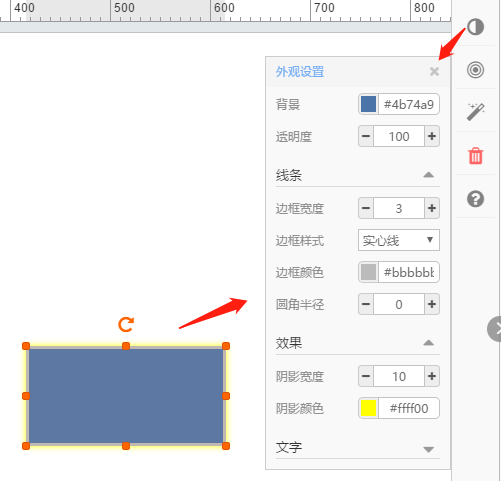 400 500 600 700 800
外观设置
背景 #4b74a9
透明度 − 100 +
线条
边框宽度 − 3 +
边框样式 实心线
边框颜色 #bbbbbb
圆角半径 − 0 +
效果
阴影宽度 − 10 +
阴影颜色 #ffff00
文字